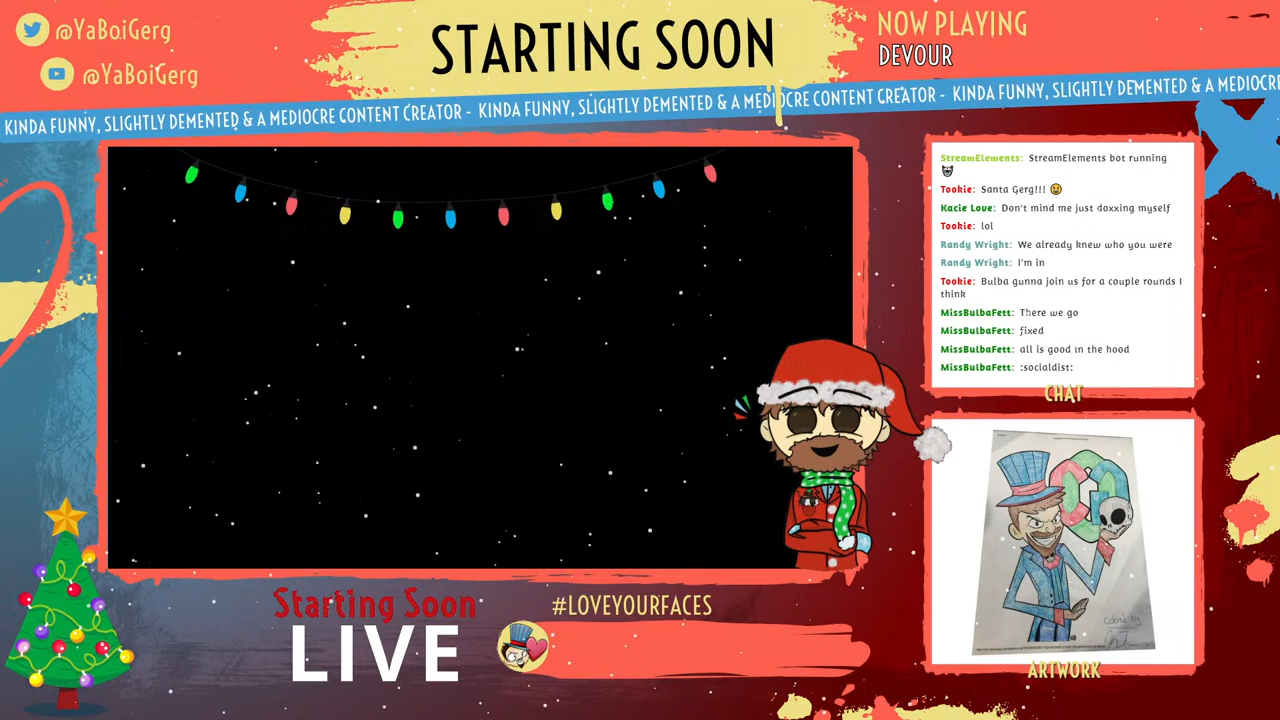 @YaBoiGerg
@YaBoiGerg
STARTING SOON
NOW PLAYING
DEVOUR
KINDA FUNNY, SLIGHTLY DEMENTED & A MEDIOCRE CONTENT CREATOR - KINDA FUNNY, SLIGHTLY DEMENTED & A MEDIOCRE CONTENT CREATOR - KINDA FUNNY, SLIGHTLY DEMENTED & A MEDIOCRE
StreamElements: StreamElements bot running
Tookie: Santa Gerg!!!
Kacie Love: Don't mind me just doxxing myself
Tookie: lol
Randy Wright: We already knew who you were
Randy Wright: I'm in
Tookie: Bulba gunna join us for a couple rounds I
think
MissBulbaFett: There we go
MissBulbaFett: fixed
MissBulbaFett: all is good in the hood
MissBulbaFett: :socialdist:
CHAT
colored by
ARTWORK
Starting Soon
LIVE
#LOVEYOURFACES